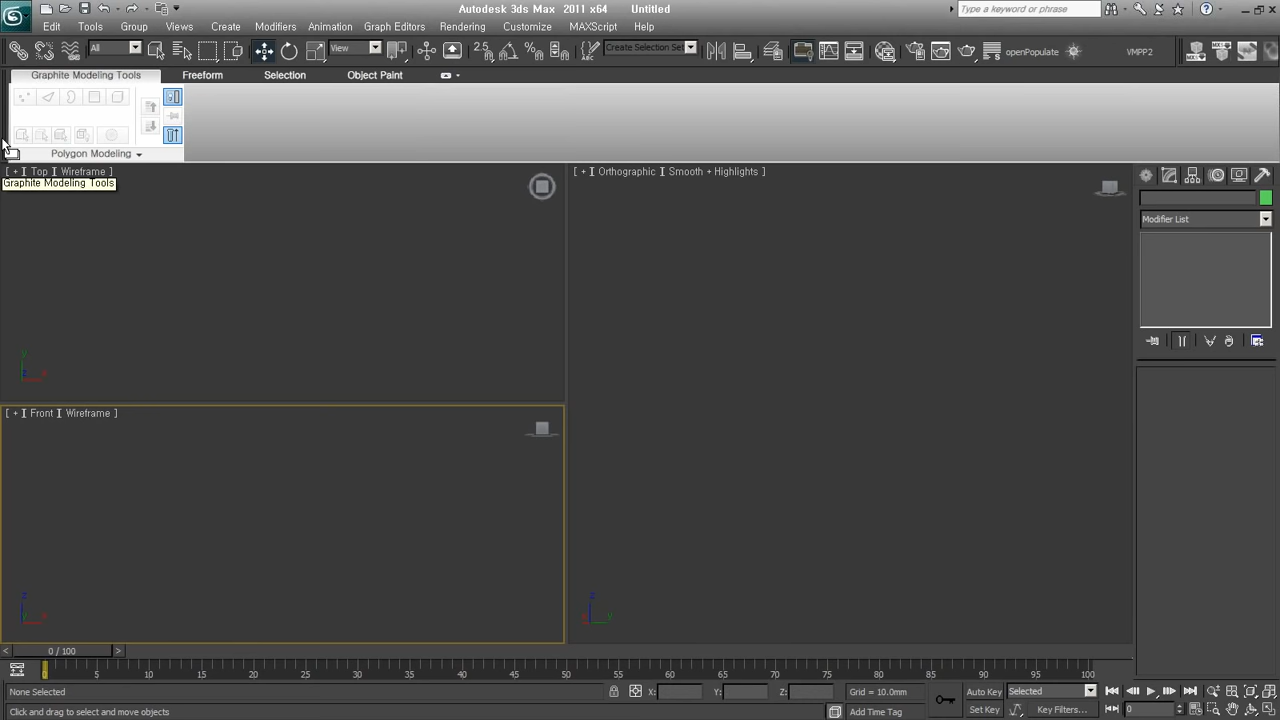 Autodesk 3ds Max 2011 x64 Untitled
Type a keyword or phrase
Edit Tools Group Views Create Modifiers Animation Graph Editors Rendering Customize MAXScript Help
All View 2.5 Create Selection Set openPopulate VMPP2
Graphite Modeling Tools Freeform Selection Object Paint
Polygon Modeling
[ + ] Top ] Wireframe ]
Graphite Modeling Tools
[ + ] Orthographic ] Smooth + Highlights ]
Modifier List
y
z
x
[ + ] Front ] Wireframe ]
z
y
x
z
x
y
< 0 / 100 >
0 5 10 15 20 25 30 35 40 45 50 55 60 65 70 75 80 85 90 95 100
None Selected X: Y: Z: Grid = 10.0mm Auto Key Selected
Click and drag to select and move objects Add Time Tag Set Key Key Filters... 0